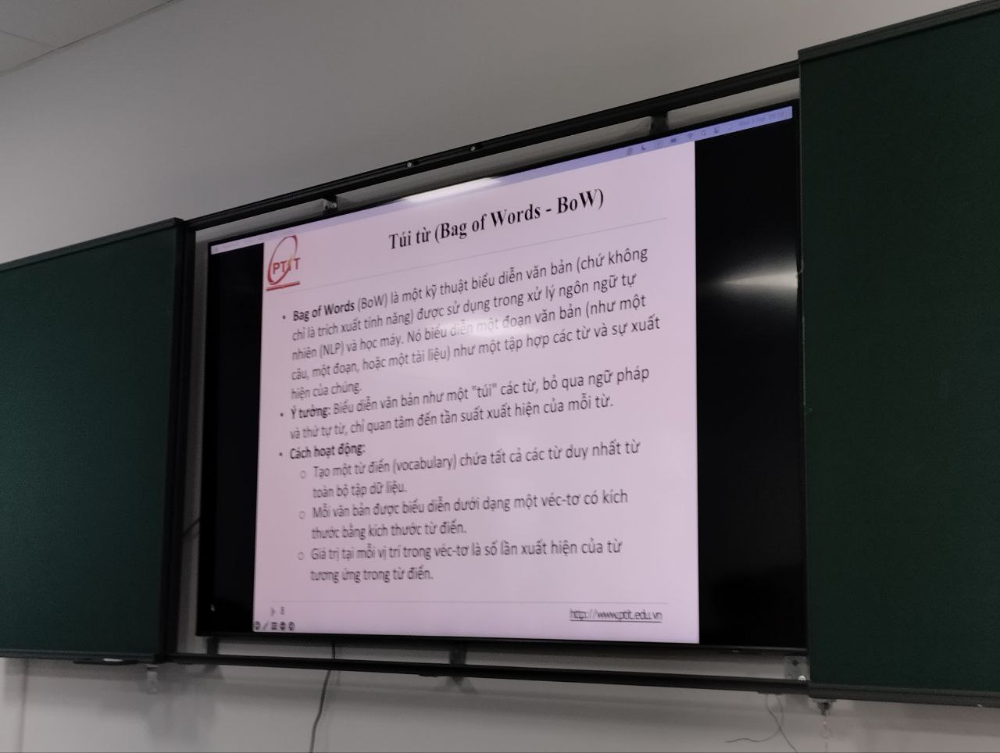 Túi từ (Bag of Words - BoW)
PTIT
• Bag of Words (BoW) là một kỹ thuật biểu diễn văn bản (chứ không
chỉ là trích xuất tính năng) được sử dụng trong xử lý ngôn ngữ tự
nhiên (NLP) và học máy. Nó biểu diễn một đoạn văn bản (như một
câu, một đoạn, hoặc một tài liệu) như một tập hợp các từ và sự xuất
hiện của chúng.
• Ý tưởng: Biểu diễn văn bản như một "túi" các từ, bỏ qua ngữ pháp
và thứ tự từ, chỉ quan tâm đến tần suất xuất hiện của mỗi từ.
• Cách hoạt động:
o Tạo một từ điển (vocabulary) chứa tất cả các từ duy nhất từ
toàn bộ tập dữ liệu.
o Mỗi văn bản được biểu diễn dưới dạng một véc-tơ có kích
thước bằng kích thước từ điển.
o Giá trị tại mỗi vị trí trong véc-tơ là số lần xuất hiện của từ
tương ứng trong từ điển.
8
http://www.ptit.edu.vn